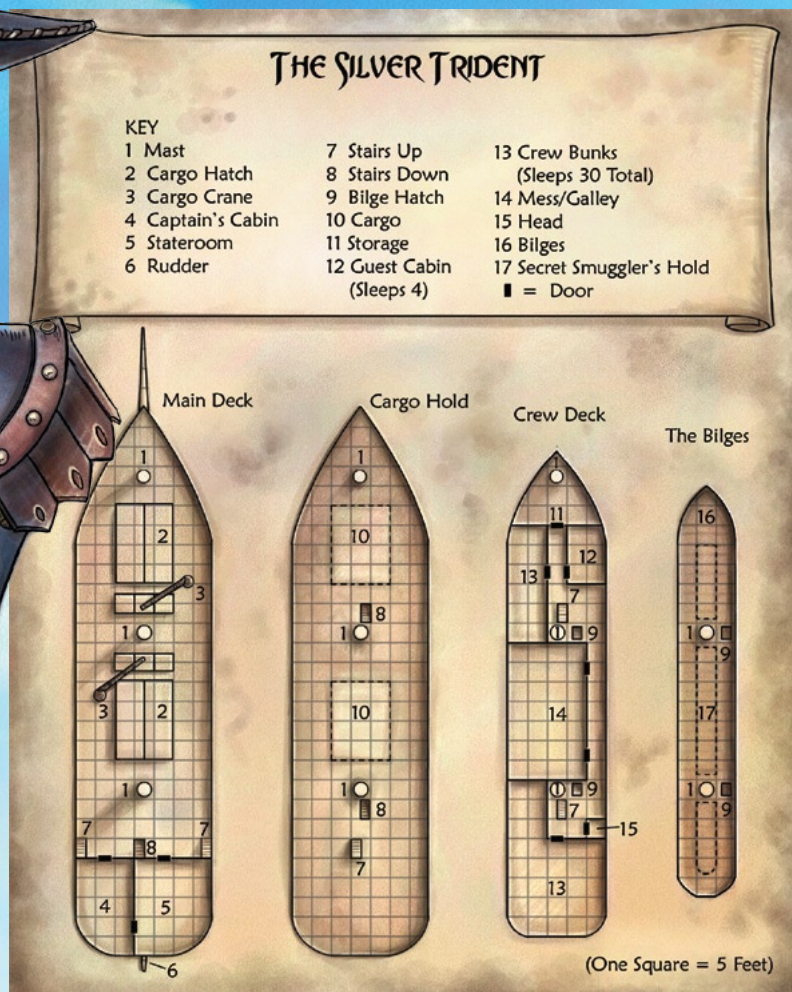 THE SILVER TRIDENT
KEY
1 Mast
2 Cargo Hatch
3 Cargo Crane
4 Captain's Cabin
5 Stateroom
6 Rudder
7 Stairs Up
8 Stairs Down
9 Bilge Hatch
10 Cargo
11 Storage
12 Guest Cabin
(Sleeps 4)
13 Crew Bunks
(Sleeps 30 Total)
14 Mess/Galley
15 Head
16 Bilges
17 Secret Smuggler's Hold
= Door
Main Deck
1
2
3
1
3
2
1
7
8
7
4
5
6
Cargo Hold
1
10
8
1
10
1
8
7
Crew Deck
1
11
12
13
7
1
9
14
1
9
7
15
13
The Bilges
16
1
9
17
1
9
(One Square = 5 Feet)